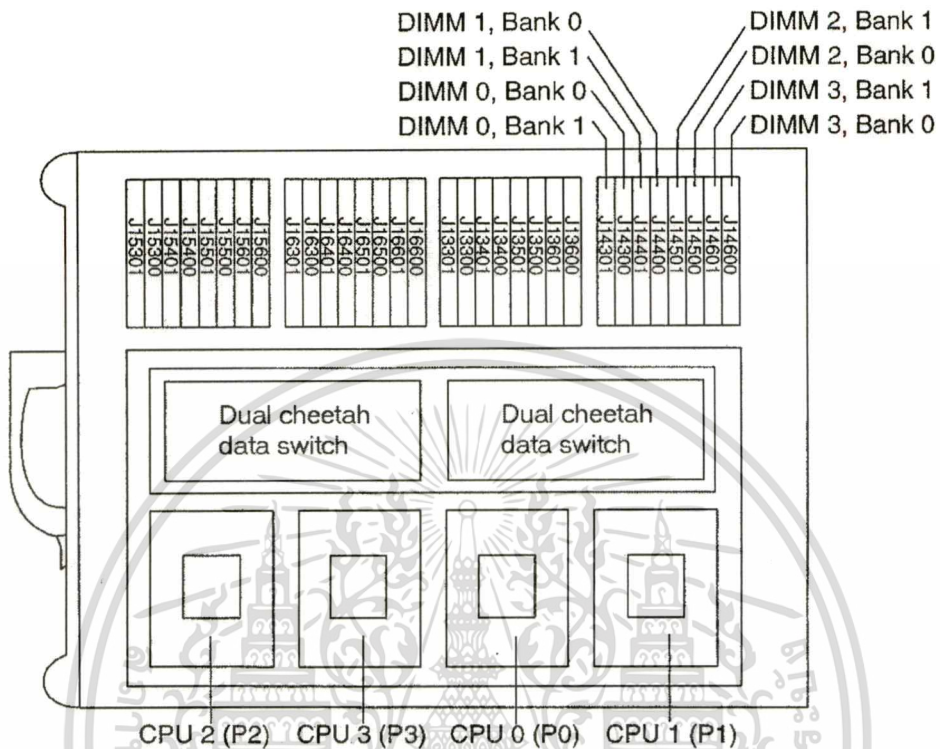 DIMM 1, Bank 0
DIMM 1, Bank 1
DIMM 0, Bank 0
DIMM 0, Bank 1
DIMM 2, Bank 1
DIMM 2, Bank 0
DIMM 3, Bank 1
DIMM 3, Bank 0
J15301
J15300
J15401
J15400
J15501
J15500
J15601
J15600
J16301
J16300
J16401
J16400
J16501
J16500
J16601
J16600
J13301
J13300
J13401
J13400
J13501
J13500
J13601
J13600
J14301
J14300
J14401
J14400
J14501
J14500
J14601
J14600
Dual cheetah
data switch
Dual cheetah
data switch
CPU 2 (P2)
CPU 3 (P3)
CPU 0 (P0)
CPU 1 (P1)